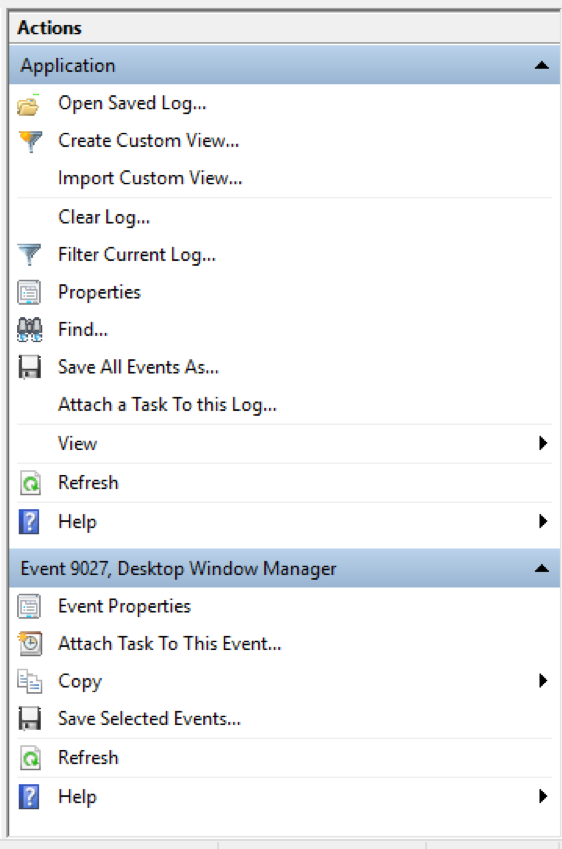 Actions
Application
Open Saved Log...
Create Custom View...
Import Custom View...
Clear Log...
Filter Current Log...
Properties
Find...
Save All Events As...
Attach a Task To this Log...
View
Refresh
Help
Event 9027, Desktop Window Manager
Event Properties
Attach Task To This Event...
Copy
Save Selected Events...
Refresh
Help